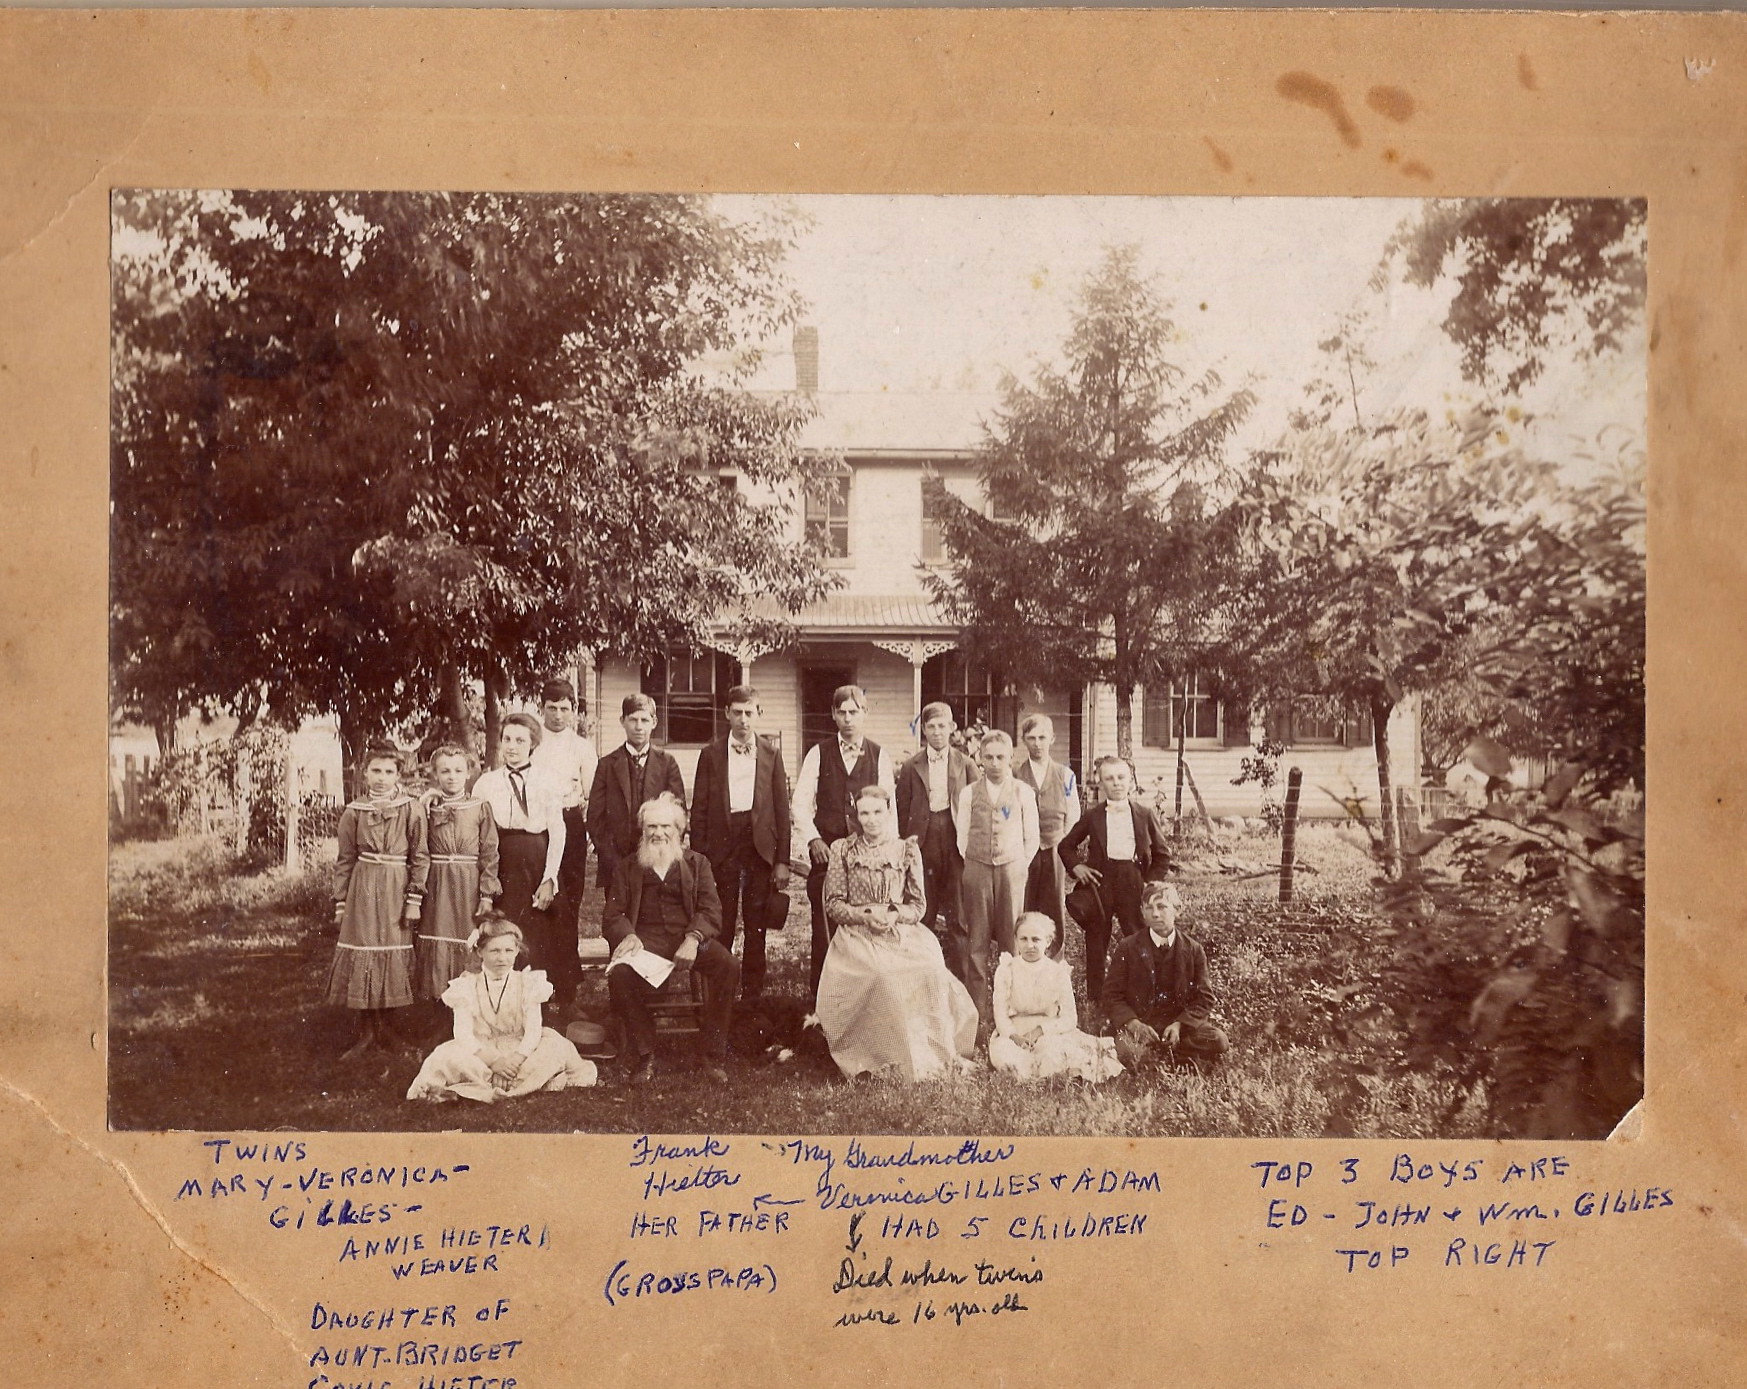 TWINS
MARY-VERONICA-
GILLES-
ANNIE HIETER
WEAVER
DAUGHTER OF
AUNT-BRIDGET
HIETER
Frank
Hieter
HER FATHER
(GROSSPAPA)
My Grandmother
Veronica GILLES & ADAM
HAD 5 CHILDREN
Died when twins
were 16 yrs. old
TOP 3 BOYS ARE
ED - JOHN & Wm. GILLES
TOP RIGHT